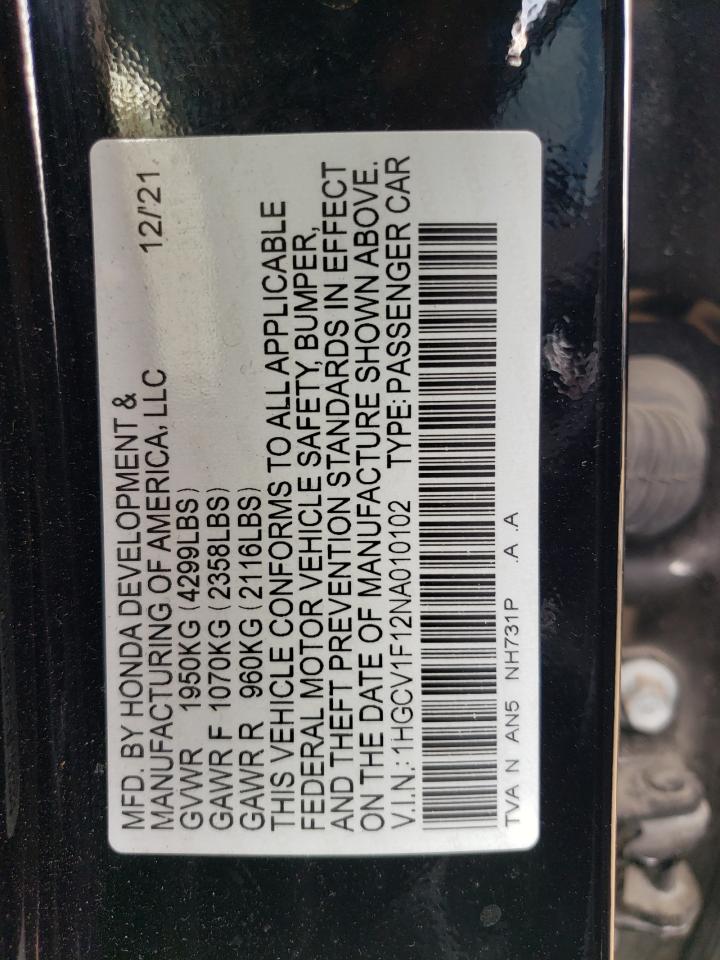 MFD. BY HONDA DEVELOPMENT &
MANUFACTURING OF AMERICA, LLC 12/'21
GVWR 1950KG (4299LBS)
GAWR F 1070KG (2358LBS)
GAWR R 960KG (2116LBS)
THIS VEHICLE CONFORMS TO ALL APPLICABLE
FEDERAL MOTOR VEHICLE SAFETY, BUMPER,
AND THEFT PREVENTION STANDARDS IN EFFECT
ON THE DATE OF MANUFACTURE SHOWN ABOVE.
V.I.N.: 1HGCV1F12NA010102 TYPE: PASSENGER CAR
TVA N AN5 NH731P .A .A